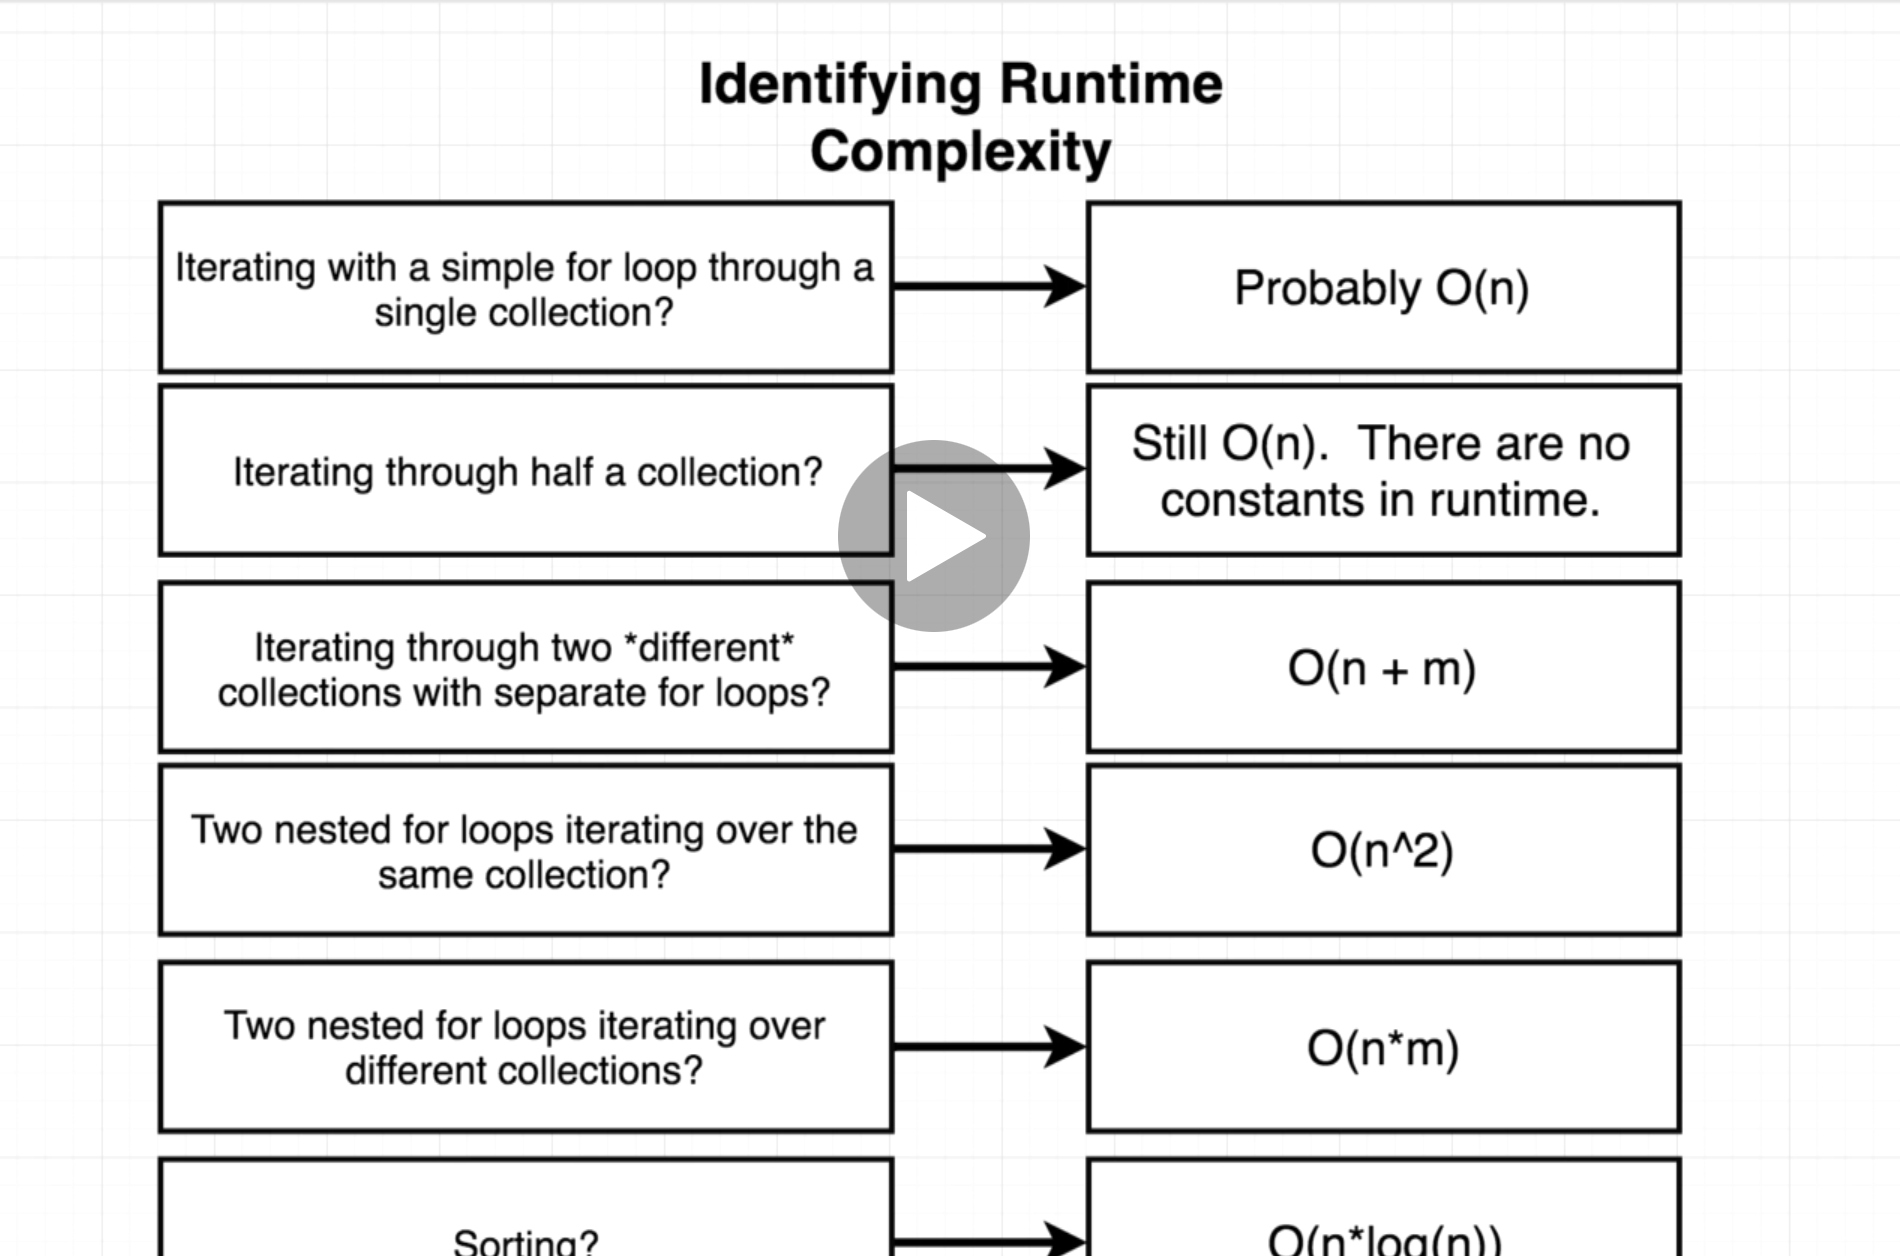 Identifying Runtime
Complexity
Iterating with a simple for loop through a
single collection?
Probably O(n)
Iterating through half a collection?
Still O(n).  There are no
constants in runtime.
Iterating through two *different*
collections with separate for loops?
O(n + m)
Two nested for loops iterating over the
same collection?
O(n^2)
Two nested for loops iterating over
different collections?
O(n*m)
Sorting?
O(n*log(n))